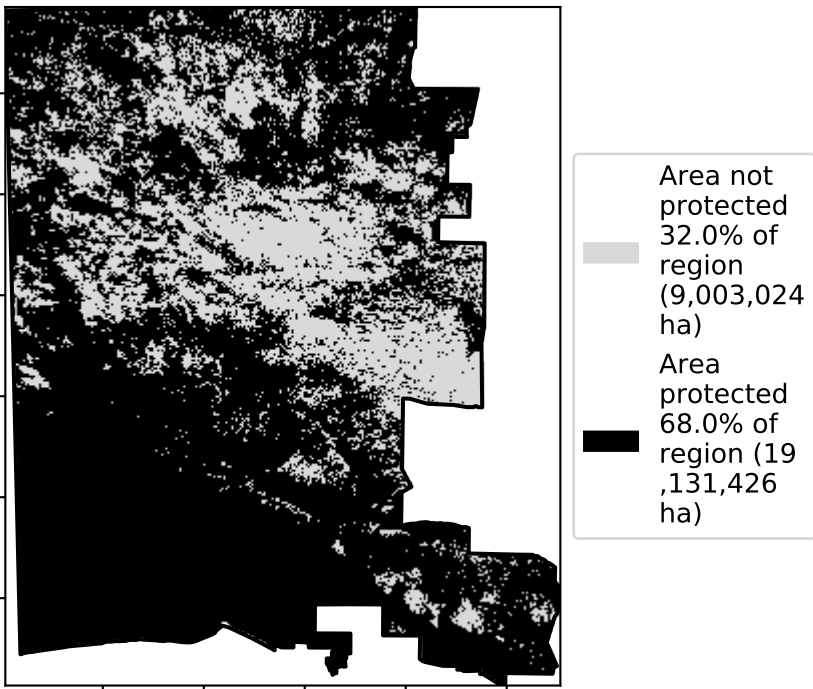 Area not
protected
32.0% of
region
(9,003,024
ha)
Area
protected
68.0% of
region (19
,131,426
ha)